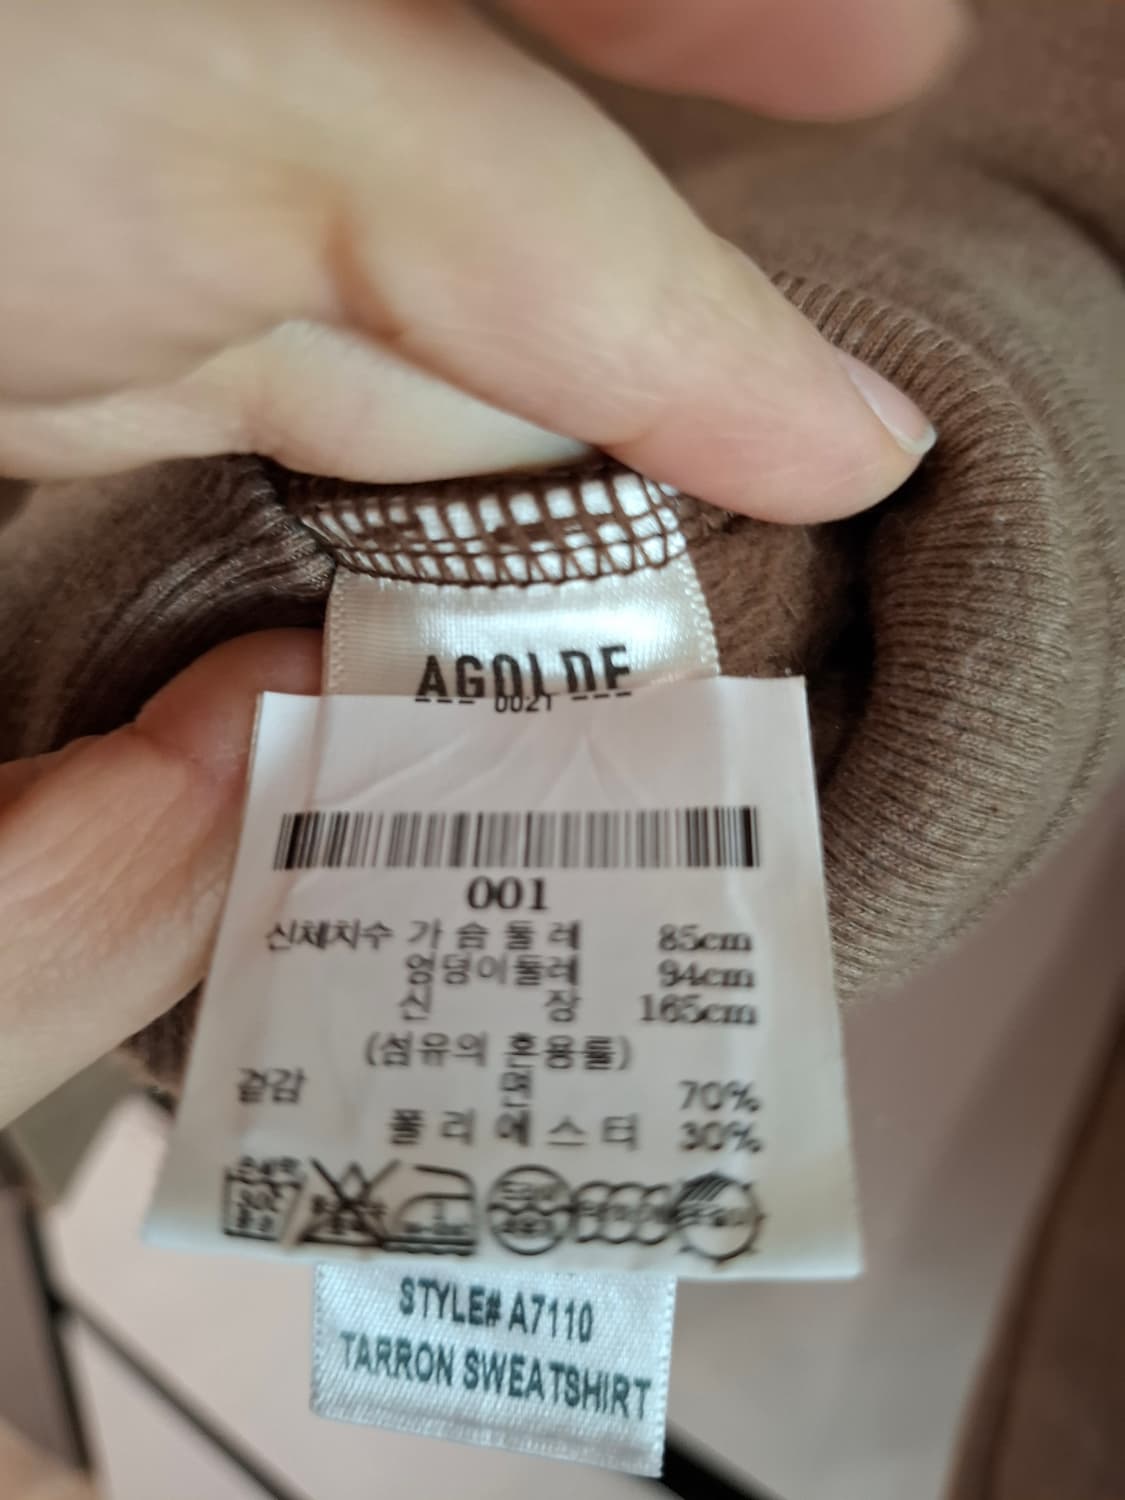 AGOLDE
0021
001
신체치수 가슴둘레 85cm
엉덩이둘레 94cm
신 장 165cm
(섬유의 혼용률)
겉감 면 70%
폴리에스터 30%
STYLE# A7110
TARRON SWEATSHIRT